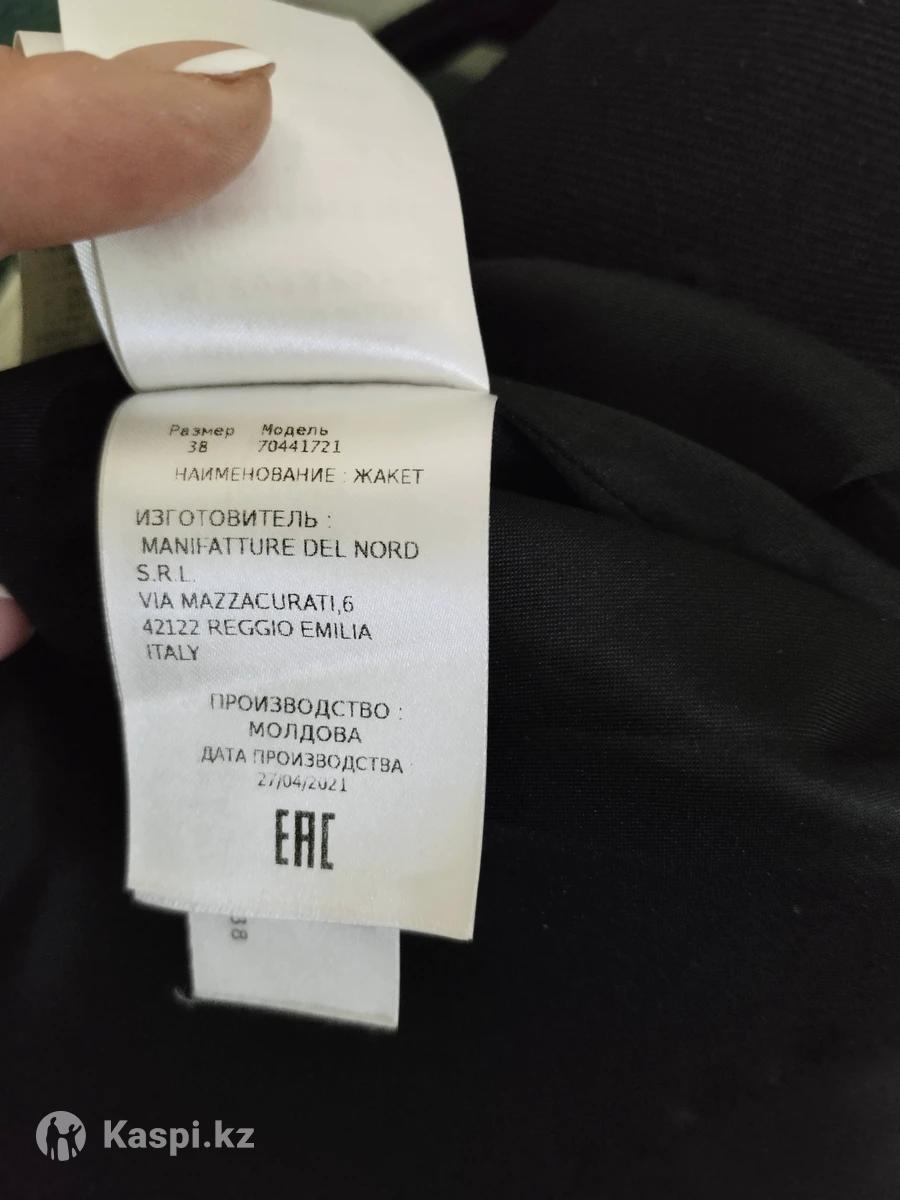 Размер Модель
38 70441721
НАИМЕНОВАНИЕ : ЖАКЕТ
ИЗГОТОВИТЕЛЬ :
MANIFATTURE DEL NORD
S.R.L.
VIA MAZZACURATI,6
42122 REGGIO EMILIA
ITALY
ПРОИЗВОДСТВО :
МОЛДОВА
ДАТА ПРОИЗВОДСТВА
27/04/2021
EAC
38
Kaspi.kz